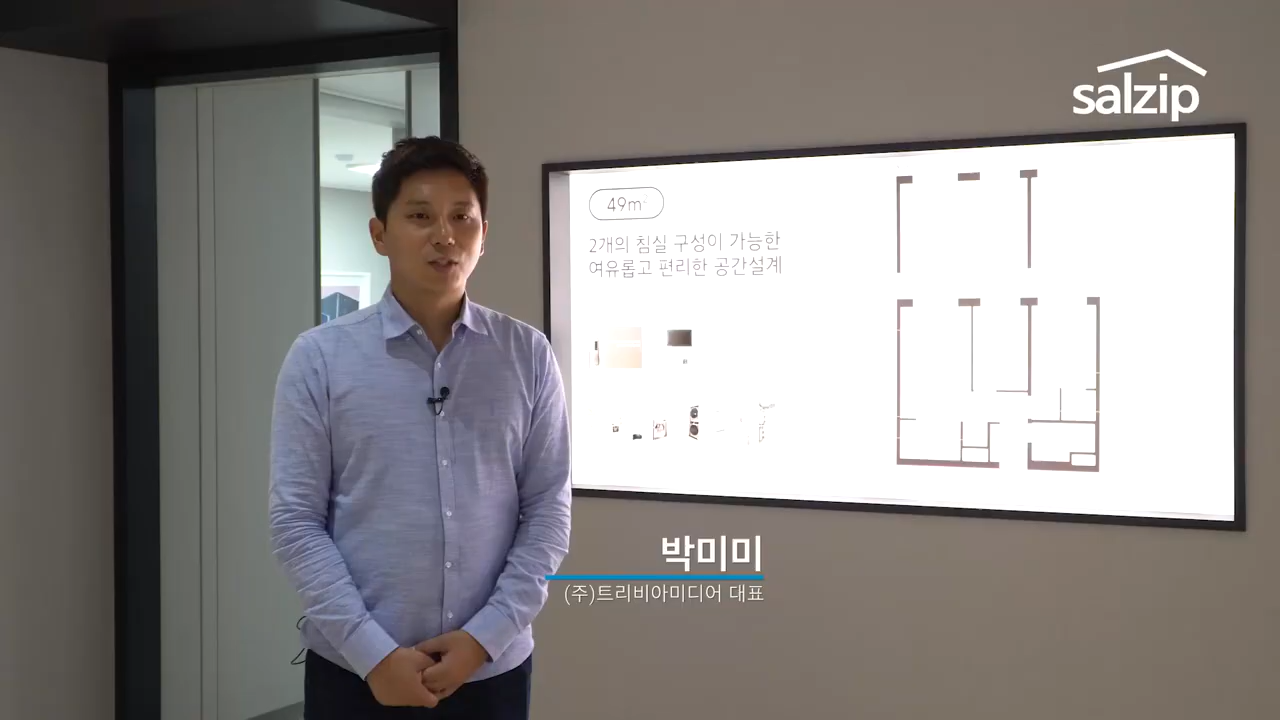 salzip
49m²
2개의 침실 구성이 가능한
여유롭고 편리한 공간설계
박미미
(주)트리비아미디어 대표